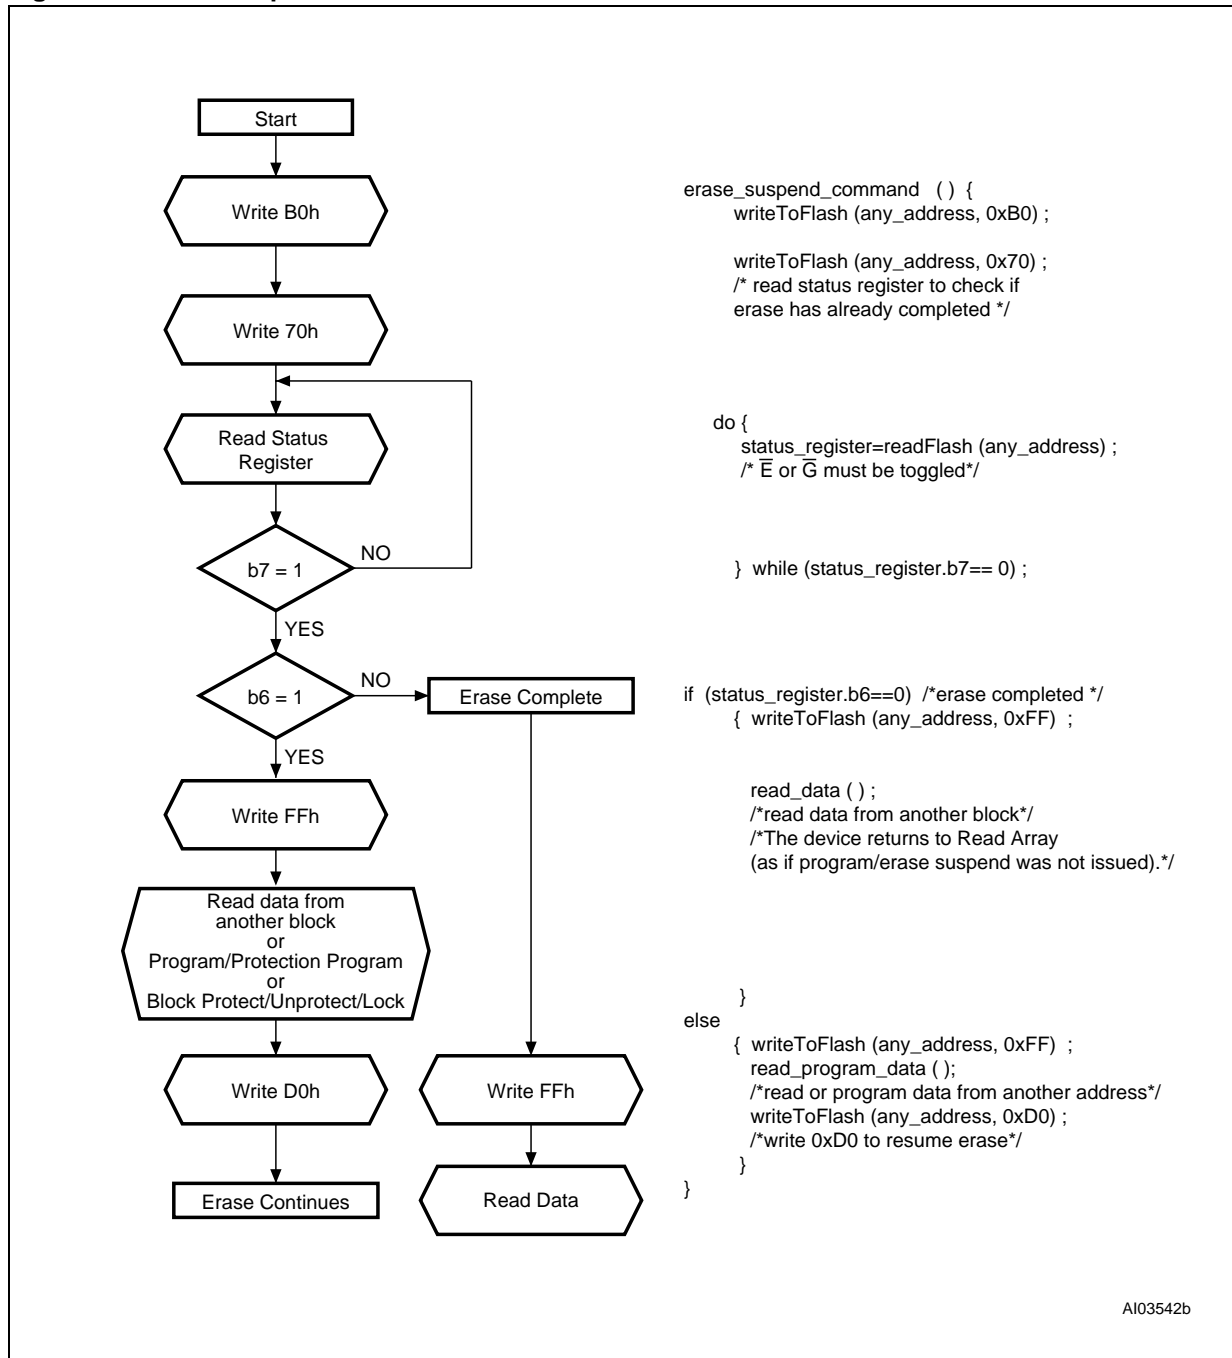 Start
Write B0h
Write 70h
Read Status
Register
b7 = 1
NO
YES
b6 = 1
NO
Erase Complete
YES
Write FFh
Read data from
another block
or
Program/Protection Program
or
Block Protect/Unprotect/Lock
Write D0h
Write FFh
Erase Continues
Read Data
erase_suspend_command ( ) {
writeToFlash (any_address, 0xB0) ;
writeToFlash (any_address, 0x70) ;
/* read status register to check if
erase has already completed */
do {
status_register=readFlash (any_address) ;
/* E̅ or G̅ must be toggled*/
} while (status_register.b7== 0) ;
if (status_register.b6==0) /*erase completed */
{ writeToFlash (any_address, 0xFF) ;
read_data ( ) ;
/*read data from another block*/
/*The device returns to Read Array
(as if program/erase suspend was not issued).*/
}
else
{ writeToFlash (any_address, 0xFF) ;
read_program_data ( );
/*read or program data from another address*/
writeToFlash (any_address, 0xD0) ;
/*write 0xD0 to resume erase*/
}
}
AI03542b